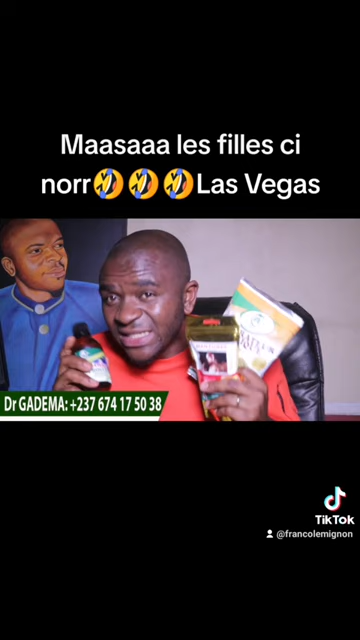 Maasaaa les filles ci
norr🤣🤣🤣Las Vegas
Dr GADEMA: +237 674 17 50 38
TikTok
@francolemignon